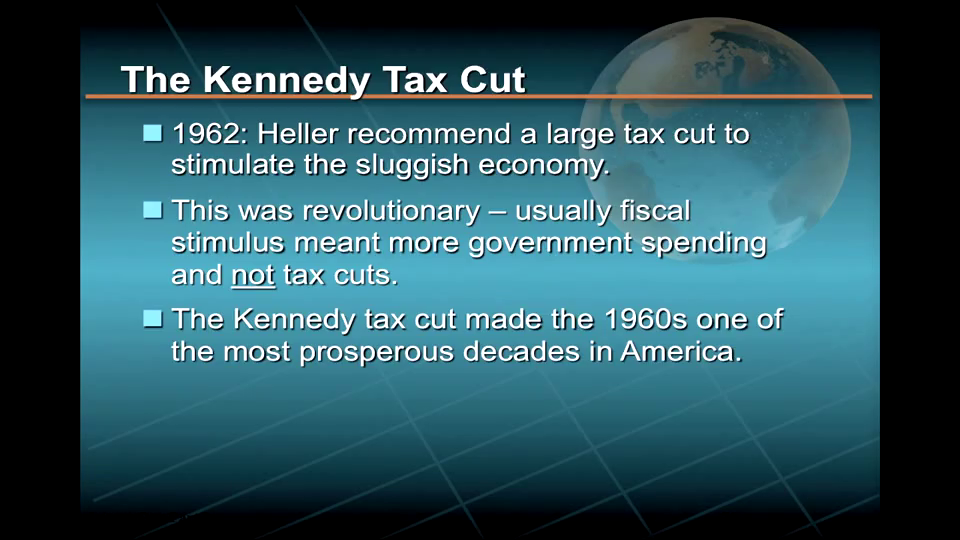 The Kennedy Tax Cut
1962: Heller recommend a large tax cut to
stimulate the sluggish economy.
This was revolutionary – usually fiscal
stimulus meant more government spending
and not tax cuts.
The Kennedy tax cut made the 1960s one of
the most prosperous decades in America.